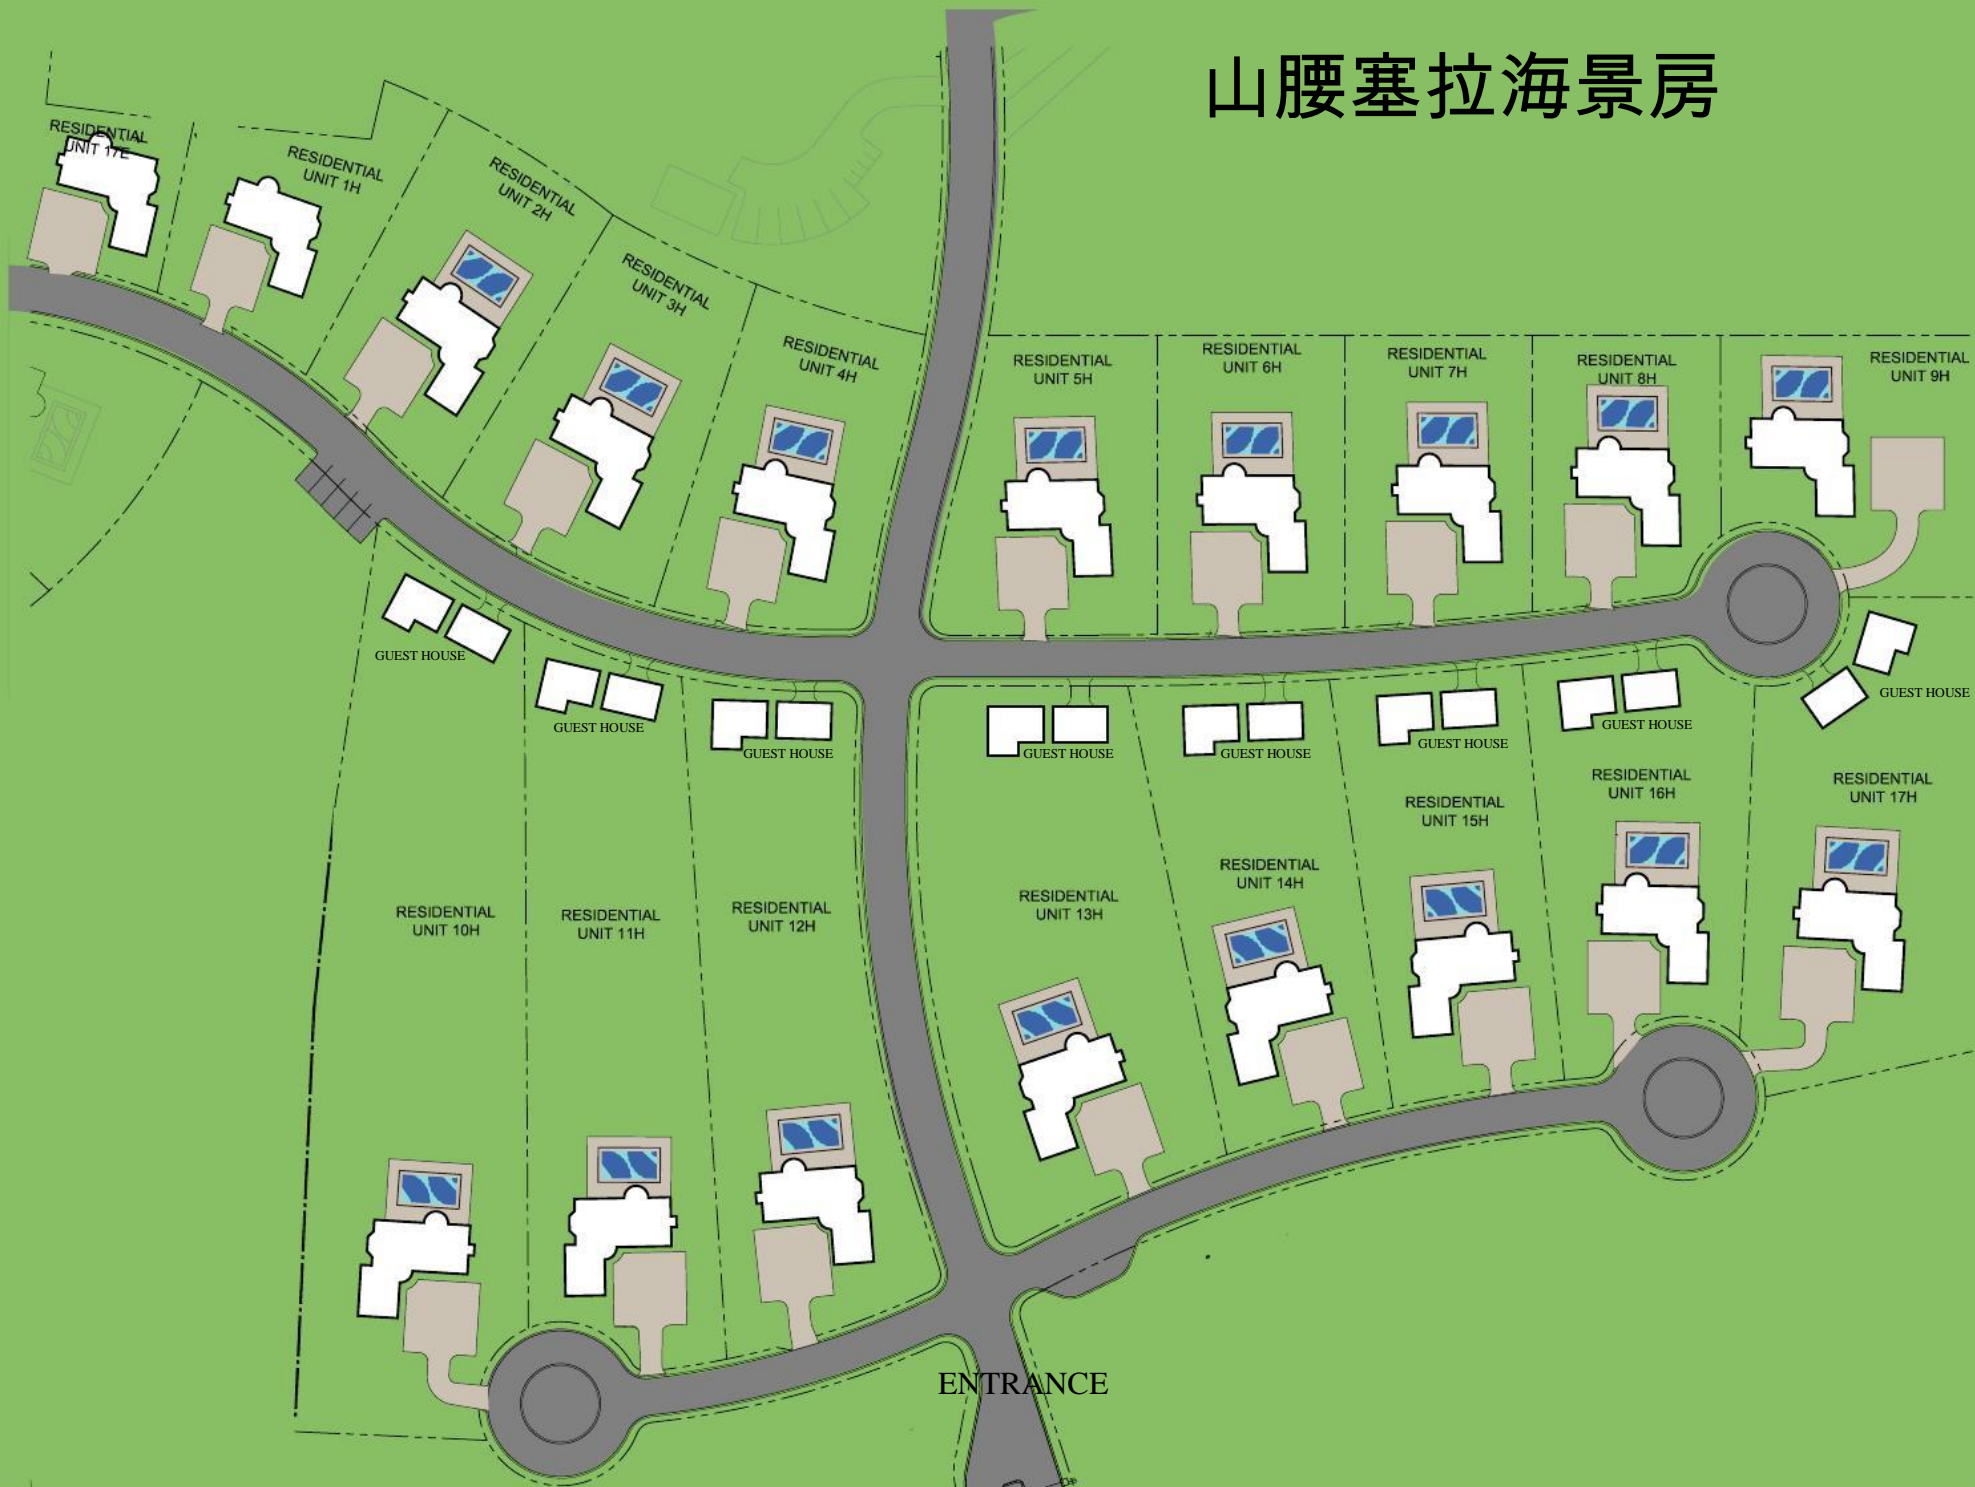 山腰塞拉海景房
RESIDENTIAL
UNIT 17E
RESIDENTIAL
UNIT 1H
RESIDENTIAL
UNIT 2H
RESIDENTIAL
UNIT 3H
RESIDENTIAL
UNIT 4H
RESIDENTIAL
UNIT 5H
RESIDENTIAL
UNIT 6H
RESIDENTIAL
UNIT 7H
RESIDENTIAL
UNIT 8H
RESIDENTIAL
UNIT 9H
GUEST HOUSE
GUEST HOUSE
GUEST HOUSE
GUEST HOUSE
GUEST HOUSE
GUEST HOUSE
GUEST HOUSE
GUEST HOUSE
RESIDENTIAL
UNIT 10H
RESIDENTIAL
UNIT 11H
RESIDENTIAL
UNIT 12H
RESIDENTIAL
UNIT 13H
RESIDENTIAL
UNIT 14H
RESIDENTIAL
UNIT 15H
RESIDENTIAL
UNIT 16H
RESIDENTIAL
UNIT 17H
ENTRANCE